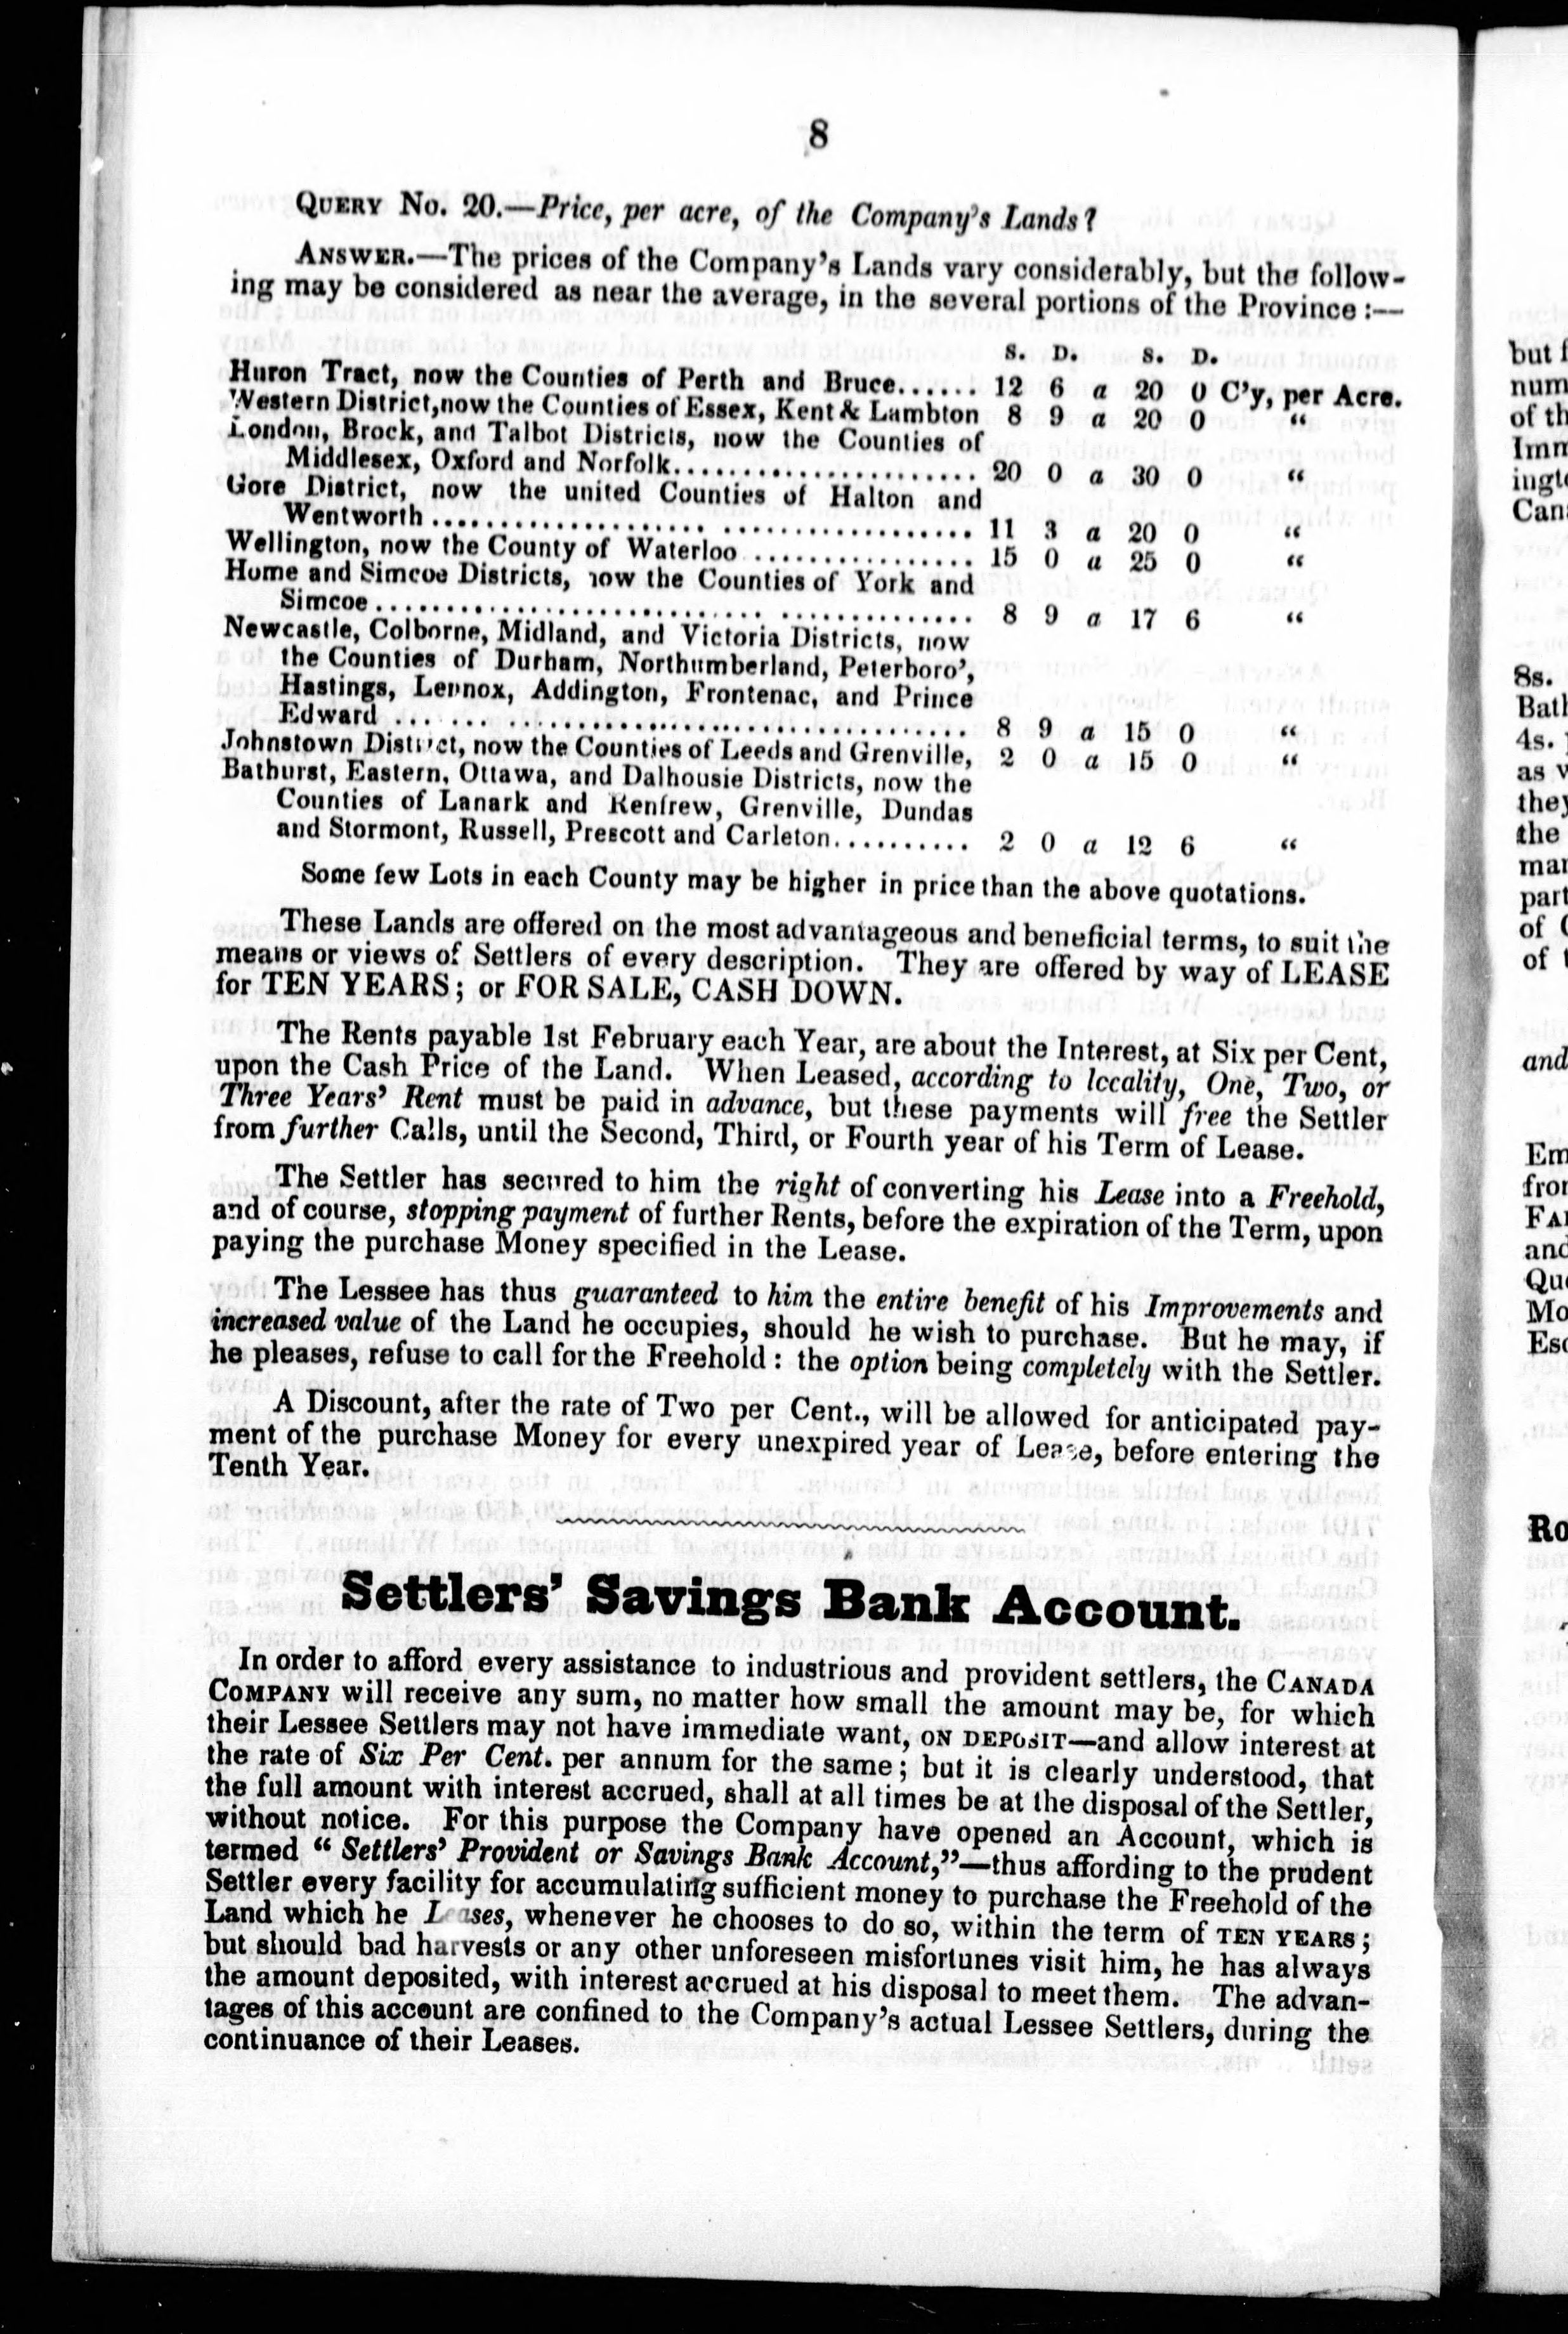 8
QUERY No. 20.—Price, per acre, of the Company's Lands?
ANSWER.—The prices of the Company's Lands vary considerably, but the follow-
ing may be considered as near the average, in the several portions of the Province :—
S. D. S. D.
Huron Tract, now the Counties of Perth and Bruce....... 12 6 a 20 0 C'y, per Acre.
Western District,now the Counties of Essex, Kent & Lambton 8 9 a 20 0 “
London, Brock, and Talbot Districts, now the Counties of
Middlesex, Oxford and Norfolk........................ 20 0 a 30 0 “
Gore District, now the united Counties of Halton and
Wentworth ...................................... 11 3 a 20 0 “
Wellington, now the County of Waterloo ................ 15 0 a 25 0 “
Home and Simcoe Districts, now the Counties of York and
Simcoe.......................................... 8 9 a 17 6 “
Newcastle, Colborne, Midland, and Victoria Districts, now
the Counties of Durham, Northumberland, Peterboro',
Hastings, Lennox, Addington, Frontenac, and Prince
Edward ........................................ 8 9 a 15 0 “
Johnstown District, now the Counties of Leeds and Grenville, 2 0 a 15 0 “
Bathurst, Eastern, Ottawa, and Dalhousie Districts, now the
Counties of Lanark and Renfrew, Grenville, Dundas
and Stormont, Russell, Prescott and Carleton.......... 2 0 a 12 6 “
Some few Lots in each County may be higher in price than the above quotations.
These Lands are offered on the most advantageous and beneficial terms, to suit the
means or views of Settlers of every description. They are offered by way of LEASE
for TEN YEARS; or FOR SALE, CASH DOWN.
The Rents payable 1st February each Year, are about the Interest, at Six per Cent,
upon the Cash Price of the Land. When Leased, according to locality, One, Two, or
Three Years' Rent must be paid in advance, but these payments will free the Settler
from further Calls, until the Second, Third, or Fourth year of his Term of Lease.
The Settler has secured to him the right of converting his Lease into a Freehold,
and of course, stopping payment of further Rents, before the expiration of the Term, upon
paying the purchase Money specified in the Lease.
The Lessee has thus guaranteed to him the entire benefit of his Improvements and
increased value of the Land he occupies, should he wish to purchase. But he may, if
he pleases, refuse to call for the Freehold : the option being completely with the Settler.
A Discount, after the rate of Two per Cent., will be allowed for anticipated pay-
ment of the purchase Money for every unexpired year of Lease, before entering the
Tenth Year.
Settlers' Savings Bank Account.
In order to afford every assistance to industrious and provident settlers, the CANADA
COMPANY will receive any sum, no matter how small the amount may be, for which
their Lessee Settlers may not have immediate want, ON DEPOSIT—and allow interest at
the rate of Six Per Cent. per annum for the same; but it is clearly understood, that
the full amount with interest accrued, shall at all times be at the disposal of the Settler,
without notice. For this purpose the Company have opened an Account, which is
termed “ Settlers' Provident or Savings Bank Account,”—thus affording to the prudent
Settler every facility for accumulating sufficient money to purchase the Freehold of the
Land which he Leases, whenever he chooses to do so, within the term of TEN YEARS;
but should bad harvests or any other unforeseen misfortunes visit him, he has always
the amount deposited, with interest accrued at his disposal to meet them. The advan-
tages of this account are confined to the Company's actual Lessee Settlers, during the
continuance of their Leases.
but
num
of th
Imm
Can
8s.
Bath
4s.
as
they
the
part
of
of
and
Em
from
and
Que
Mo
Esq
Ro